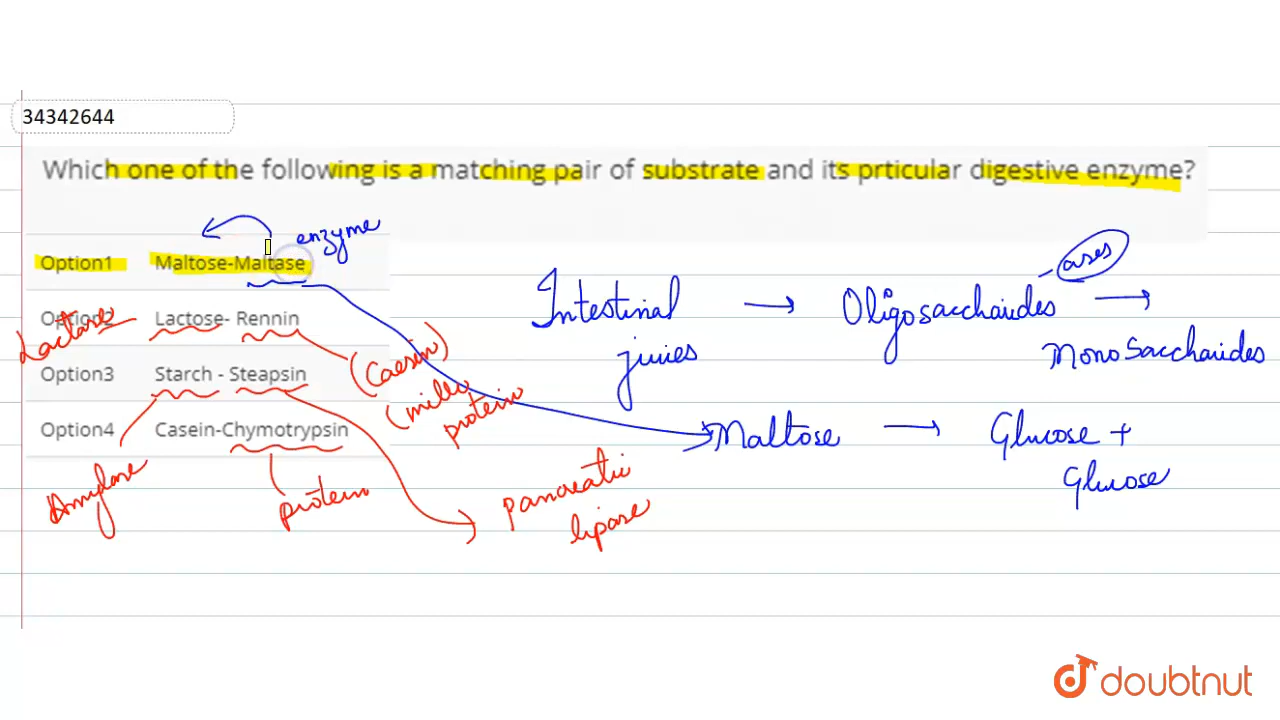 34342644
Which one of the following is a matching pair of substrate and its prticular digestive enzyme?
enzyme
Option1 Maltose-Maltase
Option2 Lactose- Rennin
Lactase
Option3 Starch - Steapsin
(Caesin)
(milk
protein
Option4 Casein-Chymotrypsin
Amylase
protein
pancreatic
lipase
Intestinal
juices
→ Oligosaccharides →
- ases
Monosaccharides
Maltose → Glucose +
Glucose
doubtnut